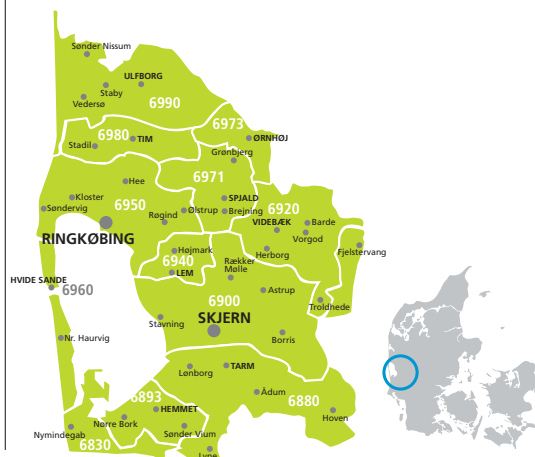 Sønder Nissum
ULFBORG
Staby
6990
Vedersø
6973
6980
TIM
ØRNHØJ
Stadil
Grønbjerg
6971
Hee
Kloster
6950
SPJALD
Søndervig
Ølstrup
Brejning
6920
Røgind
VIDEBÆK
Barde
Vorgod
RINGKØBING
Højmark
Herborg
Fjelstervang
6940
LEM
Rækker
Mølle
HVIDE SANDE
6960
Astrup
6900
Troldhede
SKJERN
Stavning
Borris
Nr. Haurvig
Lønborg
TARM
Ådum
6893
6880
HEMMET
Hoven
Nørre Bork
Nymindegab
Sønder Vium
6830
Lyne